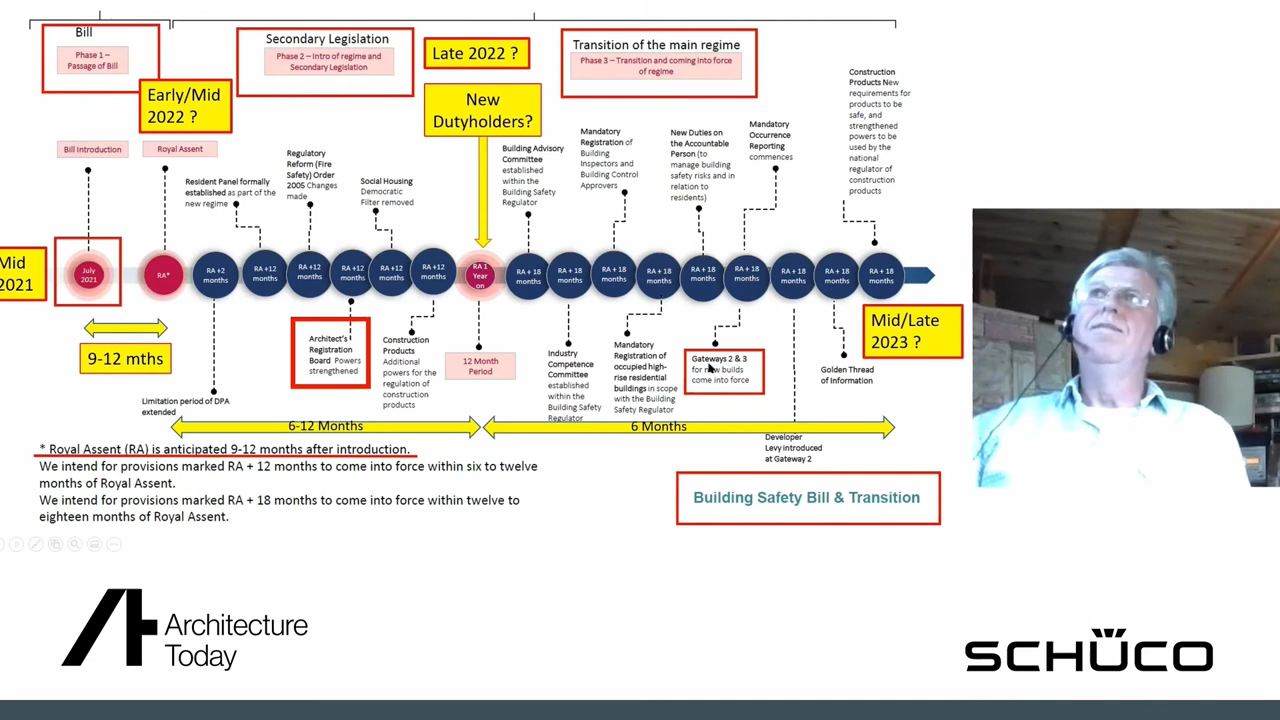 Bill
Phase 1 –
Passage of Bill
Early/Mid
2022 ?
Secondary Legislation
Phase 2 – Intro of regime and
Secondary Legislation
Late 2022 ?
New
Dutyholders?
Transition of the main regime
Phase 3 – Transition and coming into force
of regime
Bill Introduction
Royal Assent
Resident Panel formally
established as part of the
new regime
Regulatory
Reform (Fire
Safety) Order
2005 Changes
made
Social Housing
Democratic
Filter removed
Building Advisory
Committee
established
within the
Building Safety
Regulator
Mandatory
Registration of
Building
Inspectors and
Building Control
Approvers
New Duties on
the Accountable
Person (to
manage building
safety risks and in
relation to
residents)
Mandatory
Occurrence
Reporting
commences
Construction
Products New
requirements for
products to be
safe, and
strengthened
powers to be
used by the
national
regulator of
construction
products
Mid
2021
July
2021
RA*
RA +2
months
RA +12
months
RA +12
months
RA +12
months
RA +12
months
RA +12
months
RA 1
Year
on
RA + 18
months
RA + 18
months
RA + 18
months
RA + 18
months
RA + 18
months
RA + 18
months
RA + 18
months
RA + 18
months
RA + 18
months
9-12 mths
Limitation period of DPA
extended
Architect's
Registration
Board Powers
strengthened
Construction
Products
Additional
powers for the
regulation of
construction
products
12 Month
Period
Industry
Competence
Committee
established
within the
Building Safety
Regulator
Mandatory
Registration of
occupied high-
rise residential
buildings in scope
with the Building
Safety Regulator
Gateways 2 & 3
for new builds
come into force
Developer
Levy introduced
at Gateway 2
Golden Thread
of Information
Mid/Late
2023 ?
6-12 Months
6 Months
* Royal Assent (RA) is anticipated 9-12 months after introduction.
We intend for provisions marked RA + 12 months to come into force within six to twelve
months of Royal Assent.
We intend for provisions marked RA + 18 months to come into force within twelve to
eighteen months of Royal Assent.
Building Safety Bill & Transition
Architecture
Today
SCHÜCO